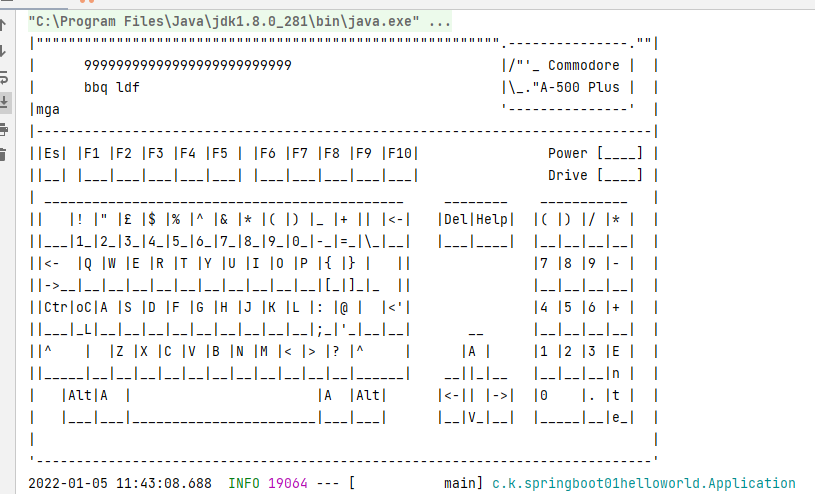 "C:\Program Files\Java\jdk1.8.0_281\bin\java.exe" ...
|"""""""""""""""""""""""""""""""""""""""""""""""""""""""""".---------------.""|
|      99999999999999999999999999                          |/"'_ Commodore |  |
|      bbq ldf                                             |\_."A-500 Plus |  |
|mga                                                       '---------------'  |
|-----------------------------------------------------------------------------|
||Es| |F1 |F2 |F3 |F4 |F5 | |F6 |F7 |F8 |F9 |F10|                Power [____] |
||__| |___|___|___|___|___| |___|___|___|___|___|                Drive [____] |
| _____________________________________________     ________    ___________   |
||   |! |" |£ |$ |% |^ |& |* |( |) |_ |+ || |<-|   |Del|Help|  |( |) |/ |* |  |
||___|1_|2_|3_|4_|5_|6_|7_|8_|9_|0_|-_|=_|\_|__|   |___|____|  |__|__|__|__|  |
||<-  |Q |W |E |R |T |Y |U |I |O |P |{ |} |   ||               |7 |8 |9 |- |  |
||->__|__|__|__|__|__|__|__|__|__|__|[_|]_|_  ||               |__|__|__|__|  |
||Ctr|oC|A |S |D |F |G |H |J |K |L |: |@ |  |<'|               |4 |5 |6 |+ |  |
||___|_L|__|__|__|__|__|__|__|__|__|;_|'_|__|__|       __      |__|__|__|__|  |
||^    |  |Z |X |C |V |B |N |M |< |> |? |^     |      |A |     |1 |2 |3 |E |  |
||_____|__|__|__|__|__|__|__|__|__|__|__|______|    __||_|__   |__|__|__|n |  |
|   |Alt|A  |                       |A  |Alt|      |<-|| |->|  |0    |. |t |  |
|   |___|___|_______________________|___|___|      |__|V_|__|  |_____|__|e_|  |
|                                                                             |
'-----------------------------------------------------------------------------'
2022-01-05 11:43:08.688  INFO 19064 --- [           main] c.k.springboot01helloworld.Application